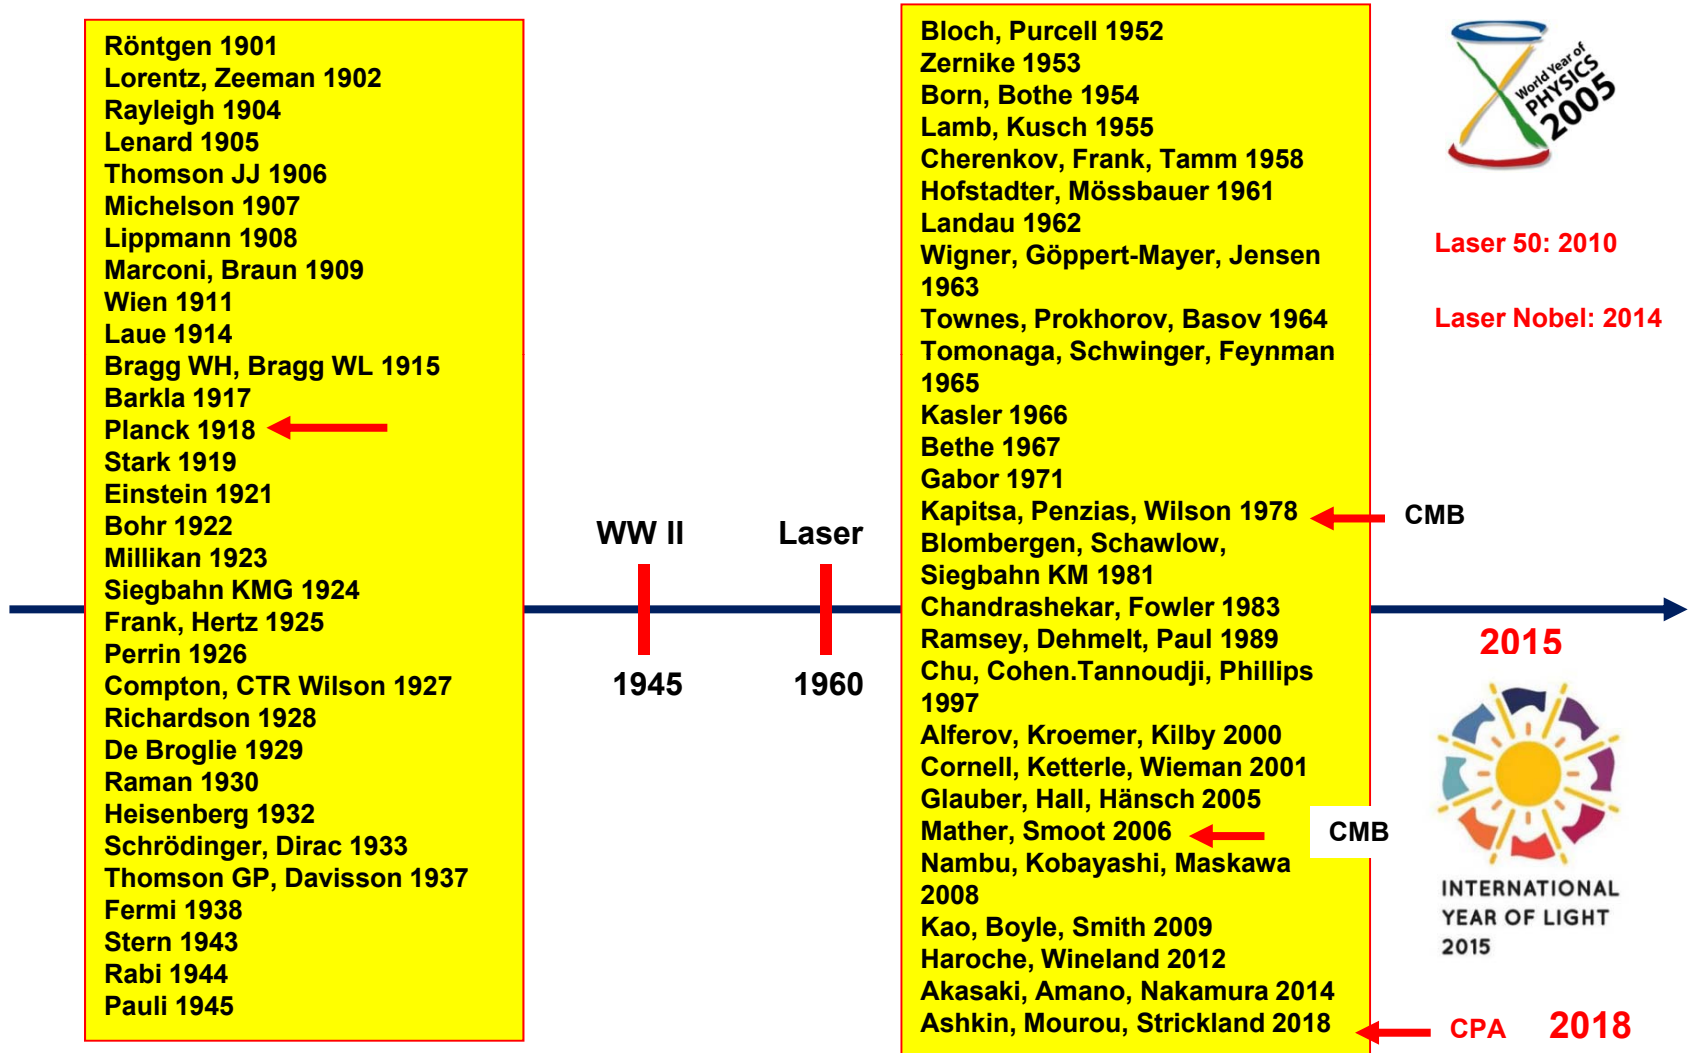 Röntgen 1901
Lorentz, Zeeman 1902
Rayleigh 1904
Lenard 1905
Thomson JJ 1906
Michelson 1907
Lippmann 1908
Marconi, Braun 1909
Wien 1911
Laue 1914
Bragg WH, Bragg WL 1915
Barkla 1917
Planck 1918
Stark 1919
Einstein 1921
Bohr 1922
Millikan 1923
Siegbahn KMG 1924
Frank, Hertz 1925
Perrin 1926
Compton, CTR Wilson 1927
Richardson 1928
De Broglie 1929
Raman 1930
Heisenberg 1932
Schrödinger, Dirac 1933
Thomson GP, Davisson 1937
Fermi 1938
Stern 1943
Rabi 1944
Pauli 1945
WW II
1945
Laser
1960
Bloch, Purcell 1952
Zernike 1953
Born, Bothe 1954
Lamb, Kusch 1955
Cherenkov, Frank, Tamm 1958
Hofstadter, Mössbauer 1961
Landau 1962
Wigner, Göppert-Mayer, Jensen
1963
Townes, Prokhorov, Basov 1964
Tomonaga, Schwinger, Feynman
1965
Kasler 1966
Bethe 1967
Gabor 1971
Kapitsa, Penzias, Wilson 1978
CMB
Blombergen, Schawlow,
Siegbahn KM 1981
Chandrashekar, Fowler 1983
Ramsey, Dehmelt, Paul 1989
Chu, Cohen.Tannoudji, Phillips
1997
Alferov, Kroemer, Kilby 2000
Cornell, Ketterle, Wieman 2001
Glauber, Hall, Hänsch 2005
Mather, Smoot 2006
CMB
Nambu, Kobayashi, Maskawa
2008
Kao, Boyle, Smith 2009
Haroche, Wineland 2012
Akasaki, Amano, Nakamura 2014
Ashkin, Mourou, Strickland 2018
CPA
2018
World Year of
PHYSICS
2005
Laser 50: 2010
Laser Nobel: 2014
2015
INTERNATIONAL
YEAR OF LIGHT
2015